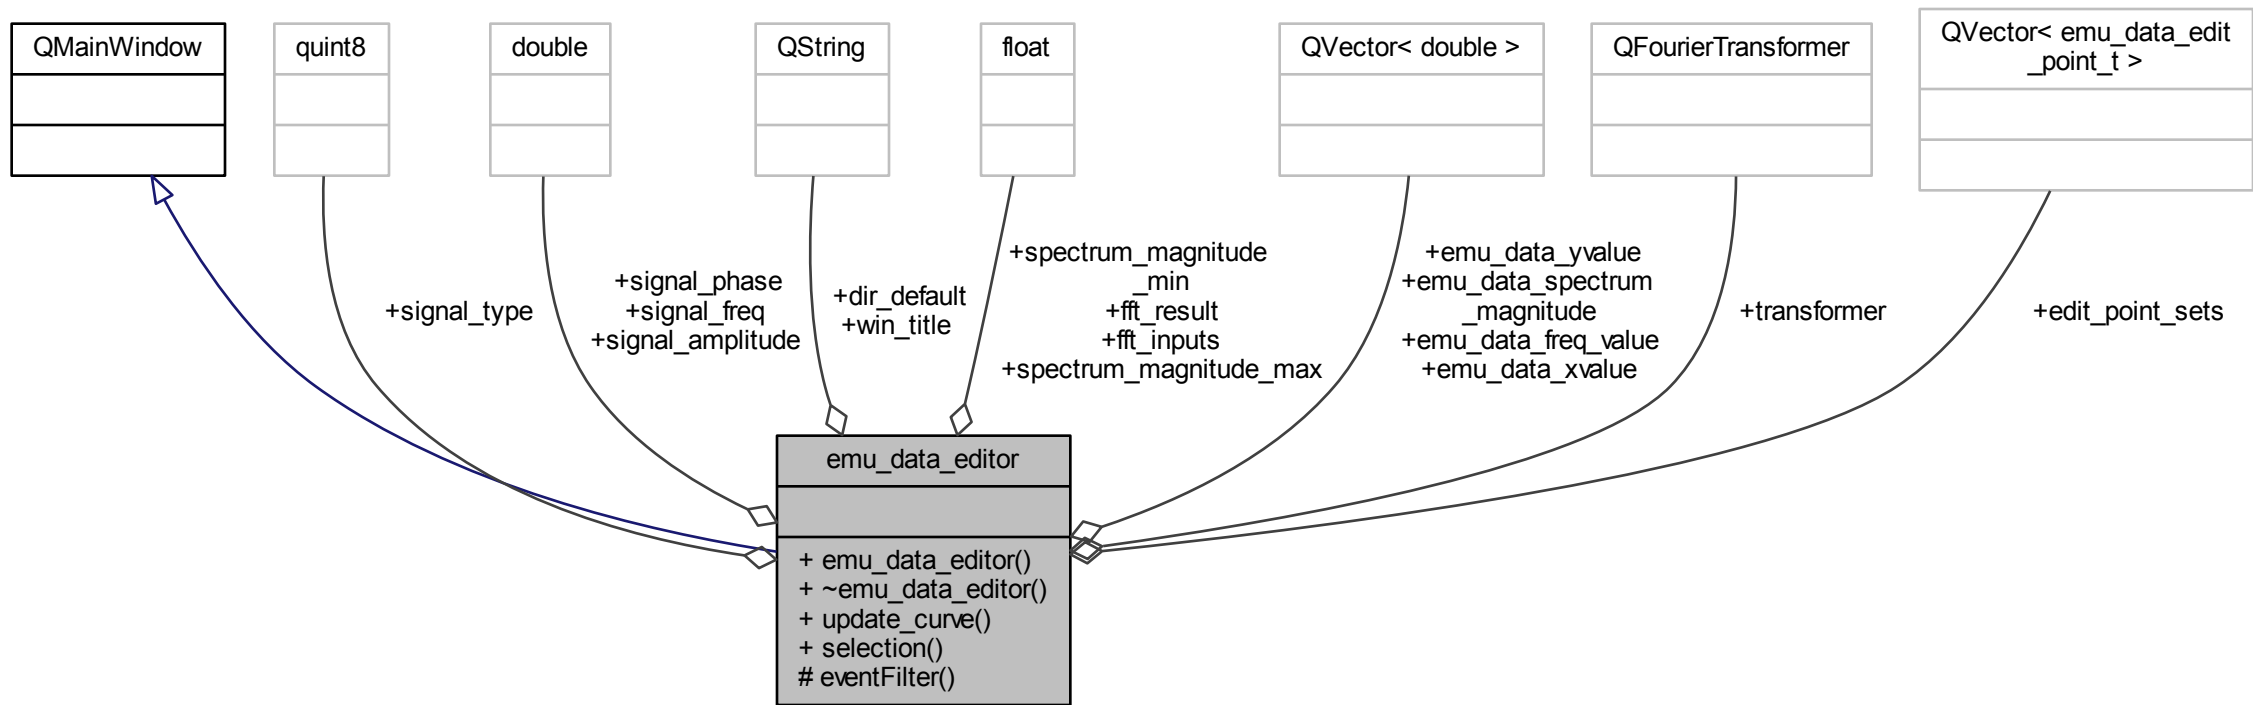 QMainWindow
quint8
double
QString
float
QVector< double >
QFourierTransformer
QVector< emu_data_edit
_point_t >
+signal_type
+signal_phase
+signal_freq
+signal_amplitude
+dir_default
+win_title
+spectrum_magnitude
_min
+fft_result
+fft_inputs
+spectrum_magnitude_max
+emu_data_yvalue
+emu_data_spectrum
_magnitude
+emu_data_freq_value
+emu_data_xvalue
+transformer
+edit_point_sets
emu_data_editor
+ emu_data_editor()
+ ~emu_data_editor()
+ update_curve()
+ selection()
# eventFilter()